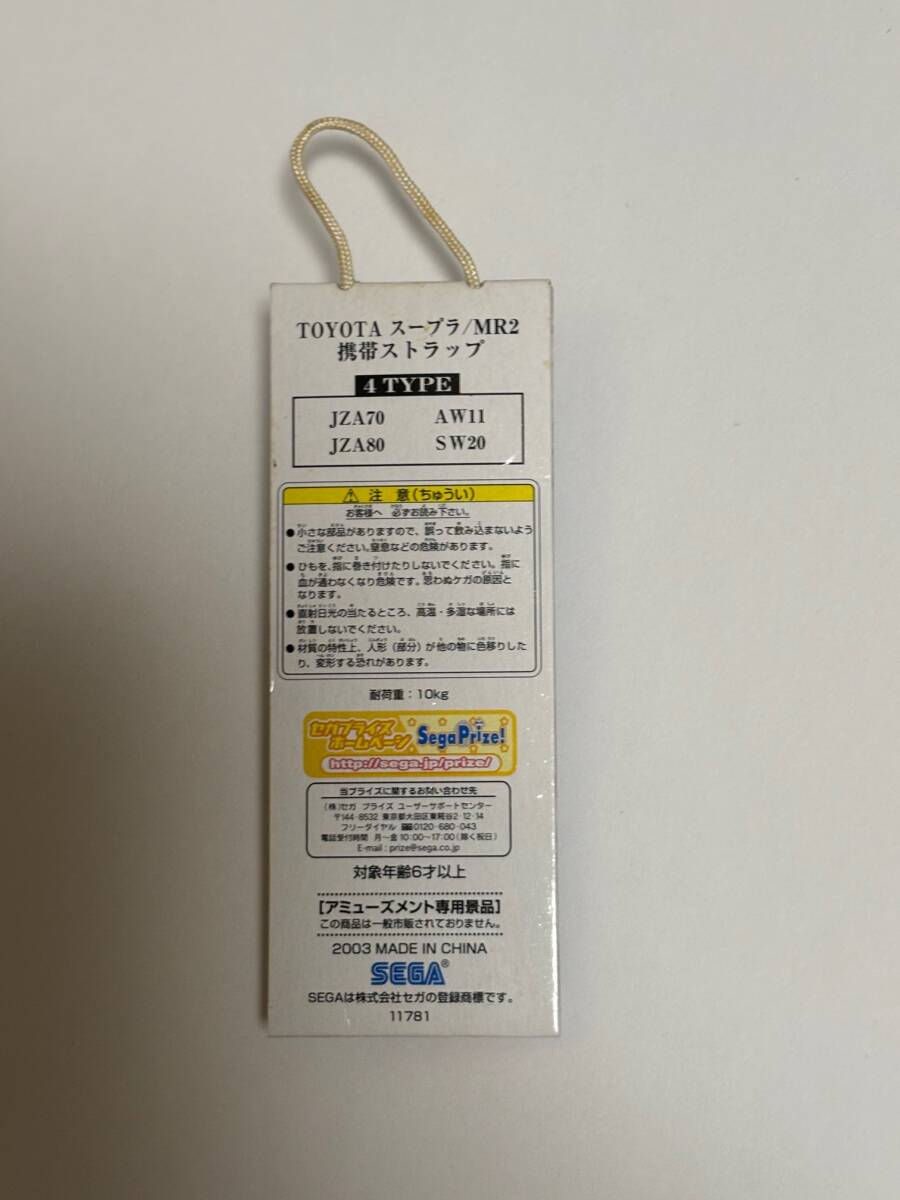 TOYOTA スープラ/MR2
携帯ストラップ
4 TYPE
JZA70 AW11
JZA80 SW20
注 意(ちゅうい)
お客様へ 必ずお読み下さい。
●小さな部品がありますので、誤って飲み込まないよう
ご注意ください。窒息などの危険があります。
●ひもを、指に巻き付けたりしないでください。指に
血が通わなくなり危険です。思わぬケガの原因と
なります。
●直射日光の当たるところ、高温・多湿な場所には
放置しないでください。
●材質の特性上、人形(部分)が他の物に色移りした
り、変形する恐れがあります。
耐荷重:10kg
セガプライズ
ホームページ
SegaPrize!
http://sega.jp/prize/
当プライズに関するお問い合わせ先
(株)セガ プライズ ユーザーサポートセンター
〒144-8532 東京都大田区東糀谷2-12-14
フリーダイヤル 0120-680-043
電話受付時間 月～金 10:00～17:00(除く祝日)
E-mail:prize@sega.co.jp
対象年齢6才以上
[アミューズメント専用景品]
この商品は一般市販されておりません。
2003 MADE IN CHINA
SEGA®
SEGAは株式会社セガの登録商標です。
11781